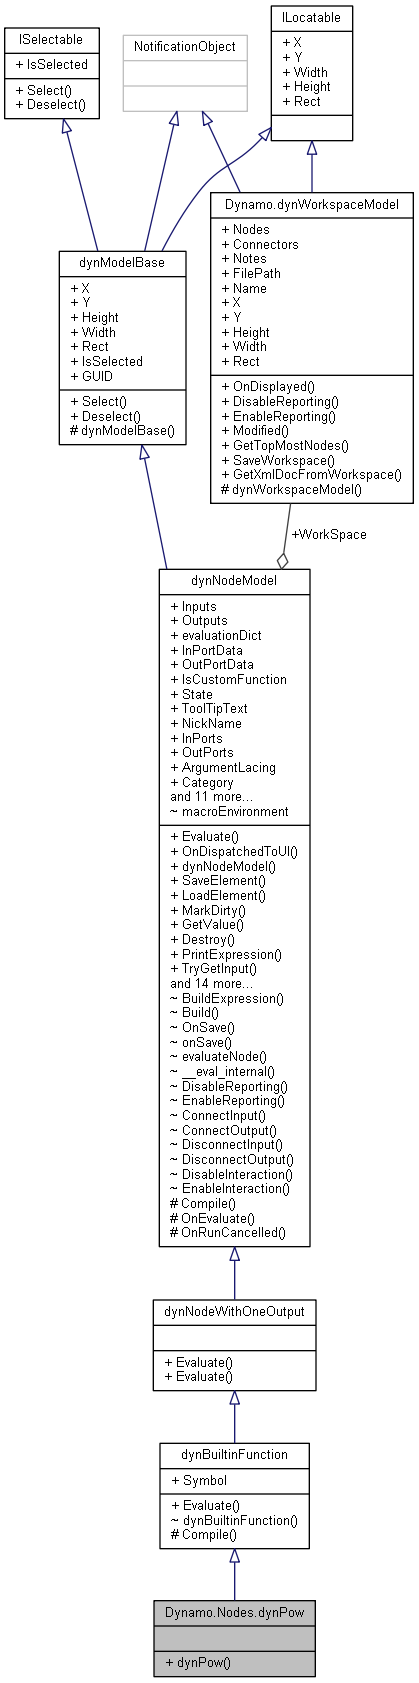 ISelectable
+ IsSelected
+ Select()
+ Deselect()
NotificationObject
ILocatable
+ X
+ Y
+ Width
+ Height
+ Rect
dynModelBase
+ X
+ Y
+ Height
+ Width
+ Rect
+ IsSelected
+ GUID
+ Select()
+ Deselect()
# dynModelBase()
Dynamo.dynWorkspaceModel
+ Nodes
+ Connectors
+ Notes
+ FilePath
+ Name
+ X
+ Y
+ Height
+ Width
+ Rect
+ OnDisplayed()
+ DisableReporting()
+ EnableReporting()
+ Modified()
+ GetTopMostNodes()
+ SaveWorkspace()
+ GetXmlDocFromWorkspace()
# dynWorkspaceModel()
+WorkSpace
dynNodeModel
+ Inputs
+ Outputs
+ evaluationDict
+ InPortData
+ OutPortData
+ IsCustomFunction
+ State
+ ToolTipText
+ NickName
+ InPorts
+ OutPorts
+ ArgumentLacing
+ Category
and 11 more...
~ macroEnvironment
+ Evaluate()
+ OnDispatchedToUI()
+ dynNodeModel()
+ SaveElement()
+ LoadElement()
+ MarkDirty()
+ GetValue()
+ Destroy()
+ PrintExpression()
+ TryGetInput()
and 14 more...
~ BuildExpression()
~ Build()
~ OnSave()
~ onSave()
~ evaluateNode()
~ __eval_internal()
~ DisableReporting()
~ EnableReporting()
~ ConnectInput()
~ ConnectOutput()
~ DisconnectInput()
~ DisconnectOutput()
~ DisableInteraction()
~ EnableInteraction()
# Compile()
# OnEvaluate()
# OnRunCancelled()
dynNodeWithOneOutput
+ Evaluate()
+ Evaluate()
dynBuiltinFunction
+ Symbol
+ Evaluate()
~ dynBuiltinFunction()
# Compile()
Dynamo.Nodes.dynPow
+ dynPow()